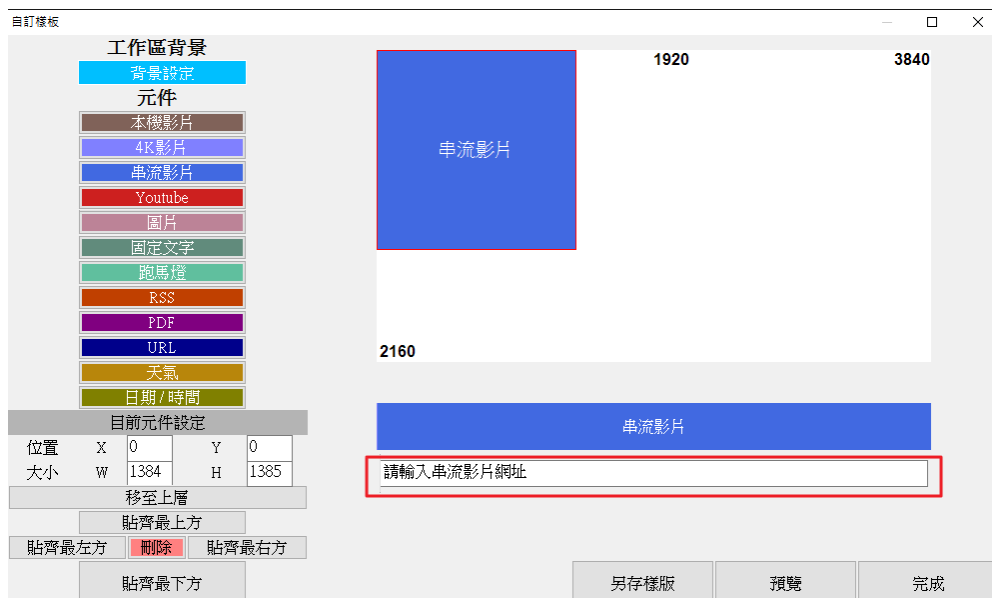 自訂樣板
工作區背景
背景設定
元件
本機影片
4K影片
串流影片
Youtube
圖片
固定文字
跑馬燈
RSS
PDF
URL
天氣
日期/時間
目前元件設定
位置 X 0 Y 0
大小 W 1384 H 1385
移至上層
貼齊最上方
貼齊最左方 刪除 貼齊最右方
貼齊最下方
1920 3840
串流影片
2160
串流影片
請輸入串流影片網址
另存樣版 預覽 完成